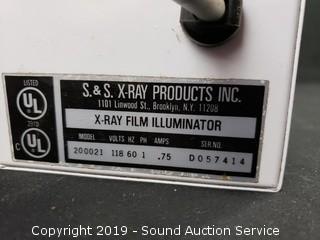 S.&S. X-RAY PRODUCTS INC.
1101 Linwood St., Brooklyn, N.Y. 11208
LISTED
UL
X-RAY FILM ILLUMINATOR
MODEL VOLTS HZ PH AMPS SER.NO.
C UL
200021 118 60 1 .75 D057414
Copyright 2019 - Sound Auction Service